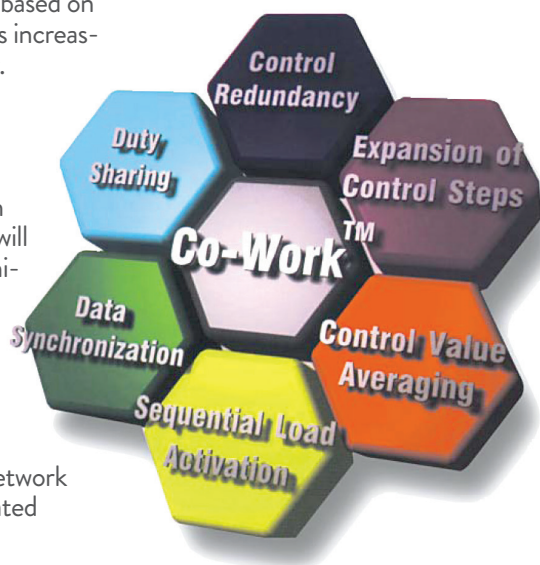 based on
s increas-
.
Control
Redundancy
Duty
Sharing
Expansion of
Control Steps
n
will
ni-
Co-Work™
Data
Synchronization
Control Value
Averaging
Sequential Load
Activation
etwork
ated